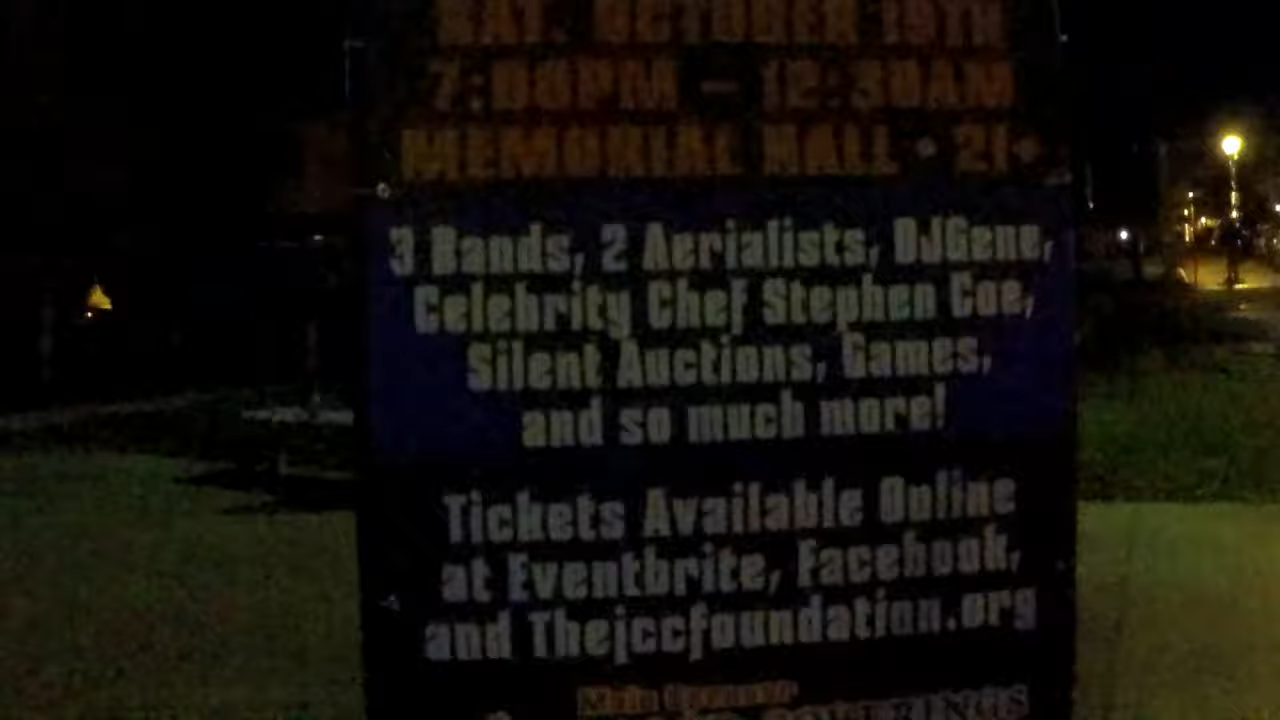 SAT. OCTOBER 19TH
7:00PM - 12:30AM
MEMORIAL HALL • 21+
3 Bands, 2 Aerialists, DJGene,
Celebrity Chef Stephen Coe,
Silent Auctions, Games,
and so much more!
Tickets Available Online
at Eventbrite, Facebook,
and Thejccfoundation.org
Main Sponsor